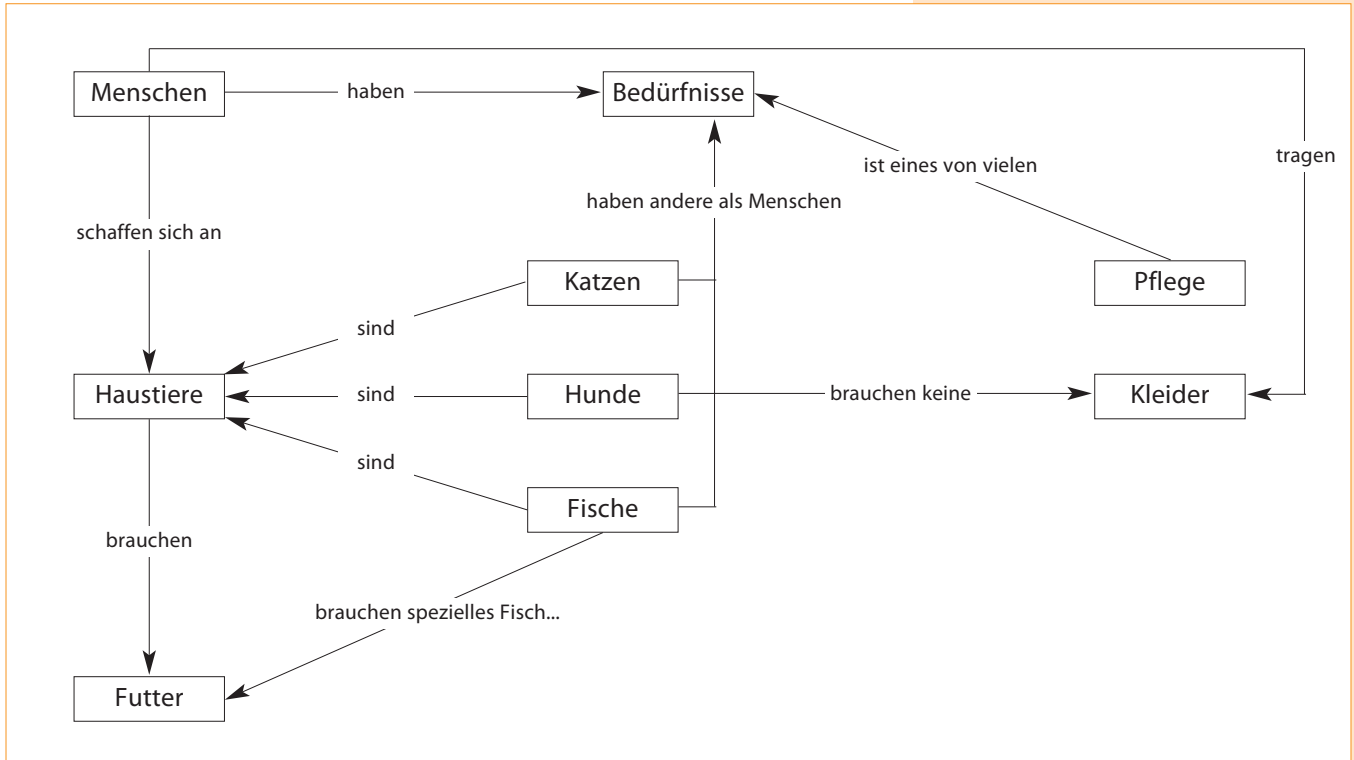 Menschen
haben
Bedürfnisse
tragen
ist eines von vielen
haben andere als Menschen
schaffen sich an
Katzen
Pflege
sind
Haustiere
sind
Hunde
brauchen keine
Kleider
sind
Fische
brauchen
brauchen spezielles Fisch...
Futter